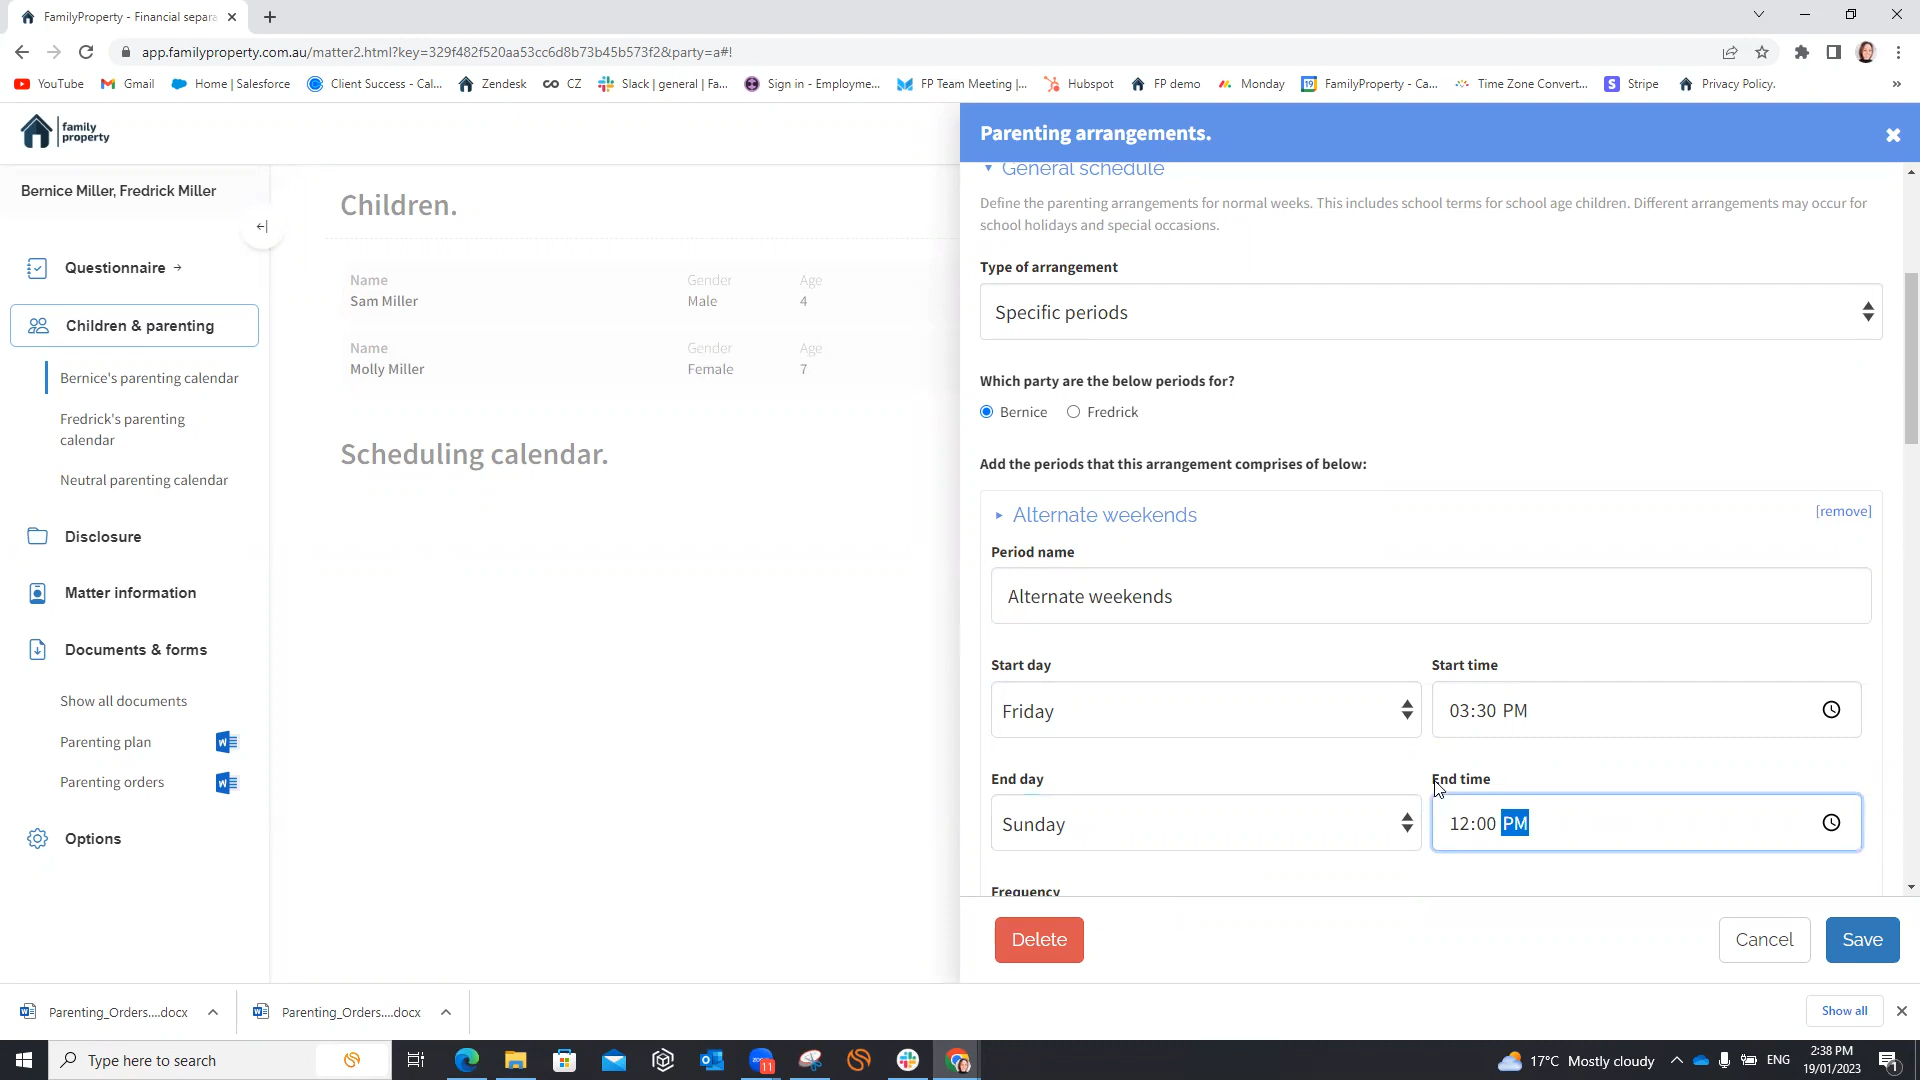 FamilyProperty - Financial separa
app.familyproperty.com.au/matter2.html?key=329f482f520aa53cc6d8b73b45b573f2&party=a#!
YouTube Gmail Home | Salesforce Client Success - Cal... Zendesk CZ Slack | general | Fa... Sign in - Employme... FP Team Meeting |... Hubspot FP demo Monday FamilyProperty - Ca... Time Zone Convert... Stripe Privacy Policy. »
family
property
Bernice Miller, Fredrick Miller
Questionnaire →
Children & parenting
Bernice's parenting calendar
Fredrick's parenting
calendar
Neutral parenting calendar
Disclosure
Matter information
Documents & forms
Show all documents
Parenting plan
Parenting orders
Options
Children.
Name Gender Age
Sam Miller Male 4
Name Gender Age
Molly Miller Female 7
Scheduling calendar.
Parenting arrangements.
General schedule
Define the parenting arrangements for normal weeks. This includes school terms for school age children. Different arrangements may occur for
school holidays and special occasions.
Type of arrangement
Specific periods
Which party are the below periods for?
Bernice Fredrick
Add the periods that this arrangement comprises of below:
Alternate weekends [remove]
Period name
Alternate weekends
Start day Start time
Friday 03:30 PM
End day End time
Sunday 12:00 PM
Frequency
Delete Cancel Save
Parenting_Orders....docx Parenting_Orders....docx Show all
Type here to search 11 17°C Mostly cloudy ENG 2:38 PM
19/01/2023 1